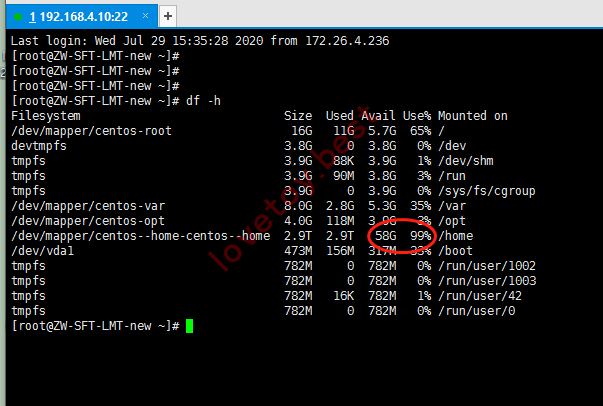 1 192.168.4.10:22 × +
Last login: Wed Jul 29 15:35:28 2020 from 172.26.4.236
[root@ZW-SFT-LMT-new ~]#
[root@ZW-SFT-LMT-new ~]#
[root@ZW-SFT-LMT-new ~]#
[root@ZW-SFT-LMT-new ~]# df -h
Filesystem Size Used Avail Use% Mounted on
/dev/mapper/centos-root 16G 11G 5.7G 65% /
devtmpfs 3.8G 0 3.8G 0% /dev
tmpfs 3.9G 88K 3.9G 1% /dev/shm
tmpfs 3.9G 90M 3.8G 3% /run
tmpfs 3.9G 0 3.9G 0% /sys/fs/cgroup
/dev/mapper/centos-var 8.0G 2.8G 5.3G 35% /var
/dev/mapper/centos-opt 4.0G 118M 3.9G 3% /opt
/dev/mapper/centos--home-centos--home 2.9T 2.9T 58G 99% /home
/dev/vda1 473M 156M 317M 33% /boot
tmpfs 782M 0 782M 0% /run/user/1002
tmpfs 782M 0 782M 0% /run/user/1003
tmpfs 782M 16K 782M 1% /run/user/42
tmpfs 782M 0 782M 0% /run/user/0
[root@ZW-SFT-LMT-new ~]#